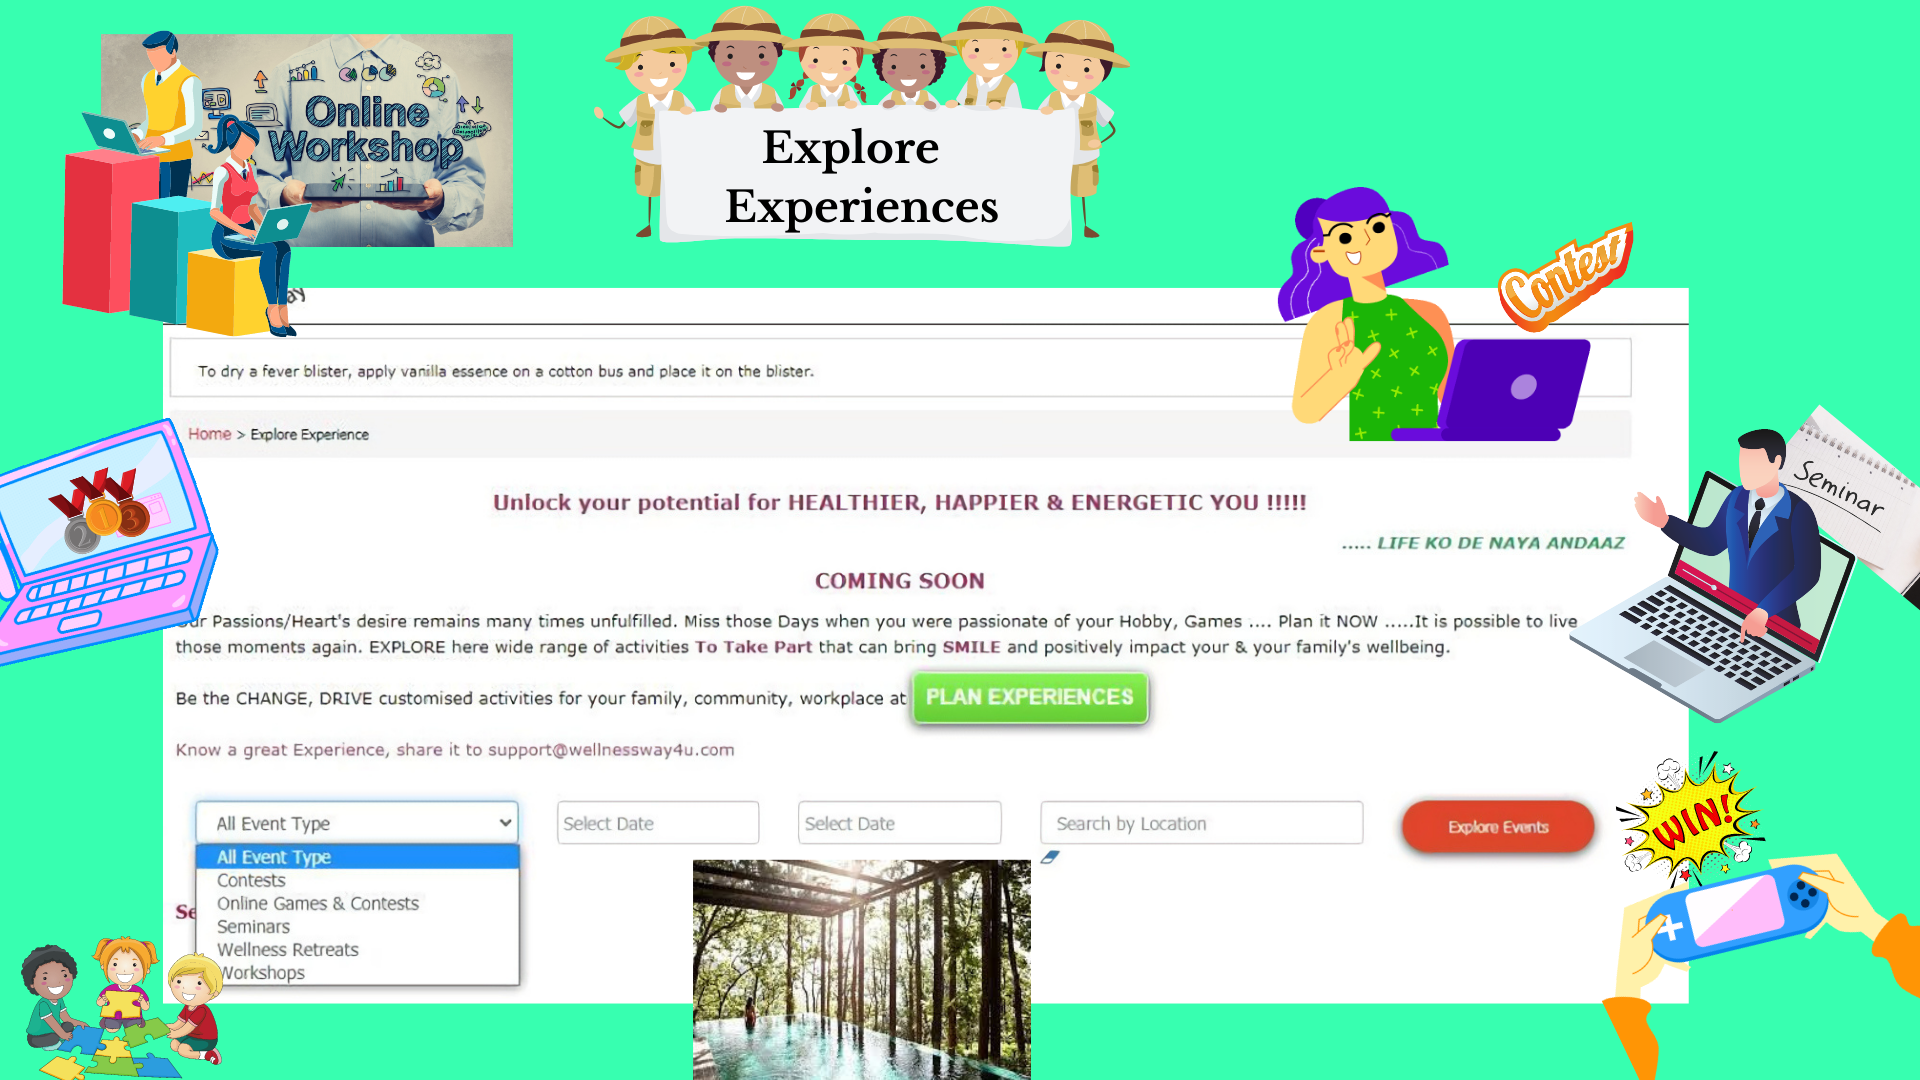 Online
Workshop
Explore
Experiences
Contest
To dry a fever blister, apply vanilla essence on a cotton bus and place it on the blister.
Home > Explore Experience
Unlock your potential for HEALTHIER, HAPPIER & ENERGETIC YOU !!!!!
..... LIFE KO DE NAYA ANDAAZ
Seminar
COMING SOON
2 1 3
Passions/Heart's desire remains many times unfulfilled. Miss those Days when you were passionate of your Hobby, Games .... Plan it NOW .....It is possible to live
those moments again. EXPLORE here wide range of activities To Take Part that can bring SMILE and positively impact your & your family's wellbeing.
Be the CHANGE, DRIVE customised activities for your family, community, workplace at PLAN EXPERIENCES
Know a great Experience, share it to support@wellnessway4u.com
All Event Type Select Date Select Date Search by Location Explore Events
WIN!
All Event Type
Contests
Online Games & Contests
Seminars
Wellness Retreats
Workshops